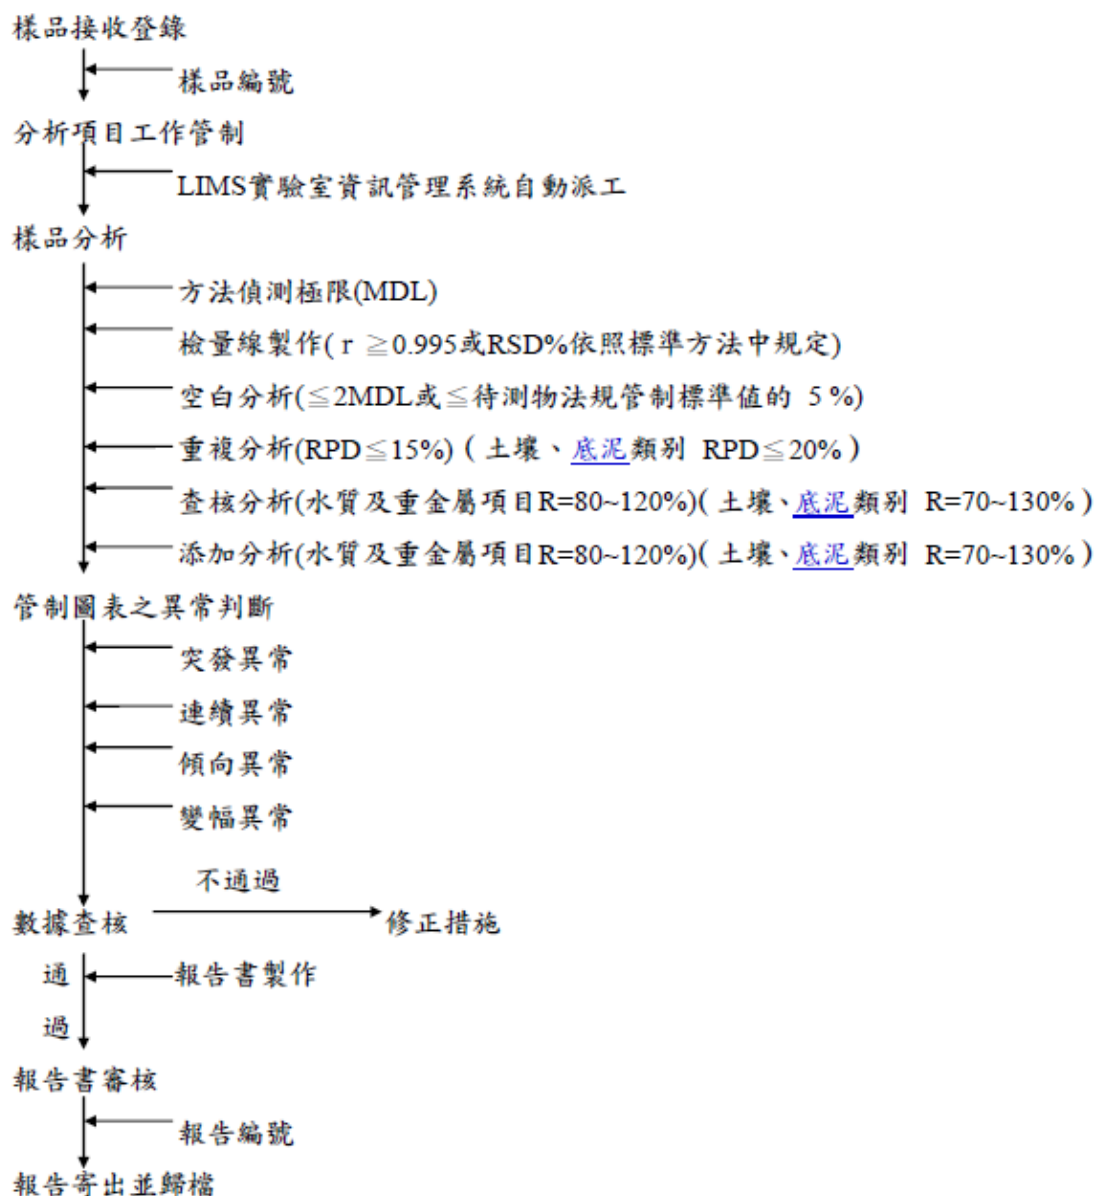 樣品接收登錄
樣品編號
分析項目工作管制
LIMS實驗室資訊管理系統自動派工
樣品分析
方法偵測極限(MDL)
檢量線製作( r ≧0.995或RSD%依照標準方法中規定)
空白分析(≦2MDL或≦待測物法規管制標準值的 5 %)
重複分析(RPD≦15%) ( 土壤、底泥類別 RPD≦20% )
查核分析(水質及重金屬項目R=80~120%)( 土壤、底泥類別 R=70~130% )
添加分析(水質及重金屬項目R=80~120%)( 土壤、底泥類別 R=70~130% )
管制圖表之異常判斷
突發異常
連續異常
傾向異常
變幅異常
不通過
數據查核 修正措施
通 報告書製作
過
報告書審核
報告編號
報告寄出並歸檔